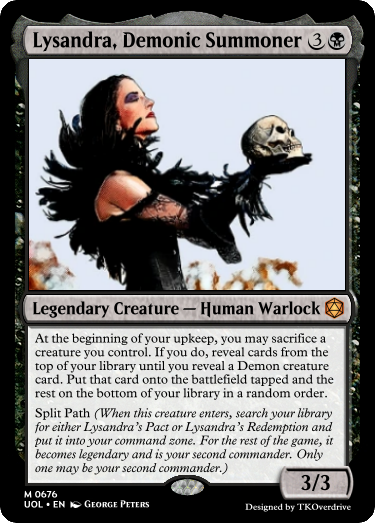 Lysandra, Demonic Summoner 3
Legendary Creature — Human Warlock
At the beginning of your upkeep, you may sacrifice a
creature you control. If you do, reveal cards from the
top of your library until you reveal a Demon creature
card. Put that card onto the battlefield tapped and the
rest on the bottom of your library in a random order.
Split Path (When this creature enters, search your library
for either Lysandra's Pact or Lysandra's Redemption and
put it into your command zone. For the rest of the game, it
becomes legendary and is your second commander. Only
one may be your second commander.)
3/3
M 0676
UOL • EN George Peters
Designed by TKOverdrive